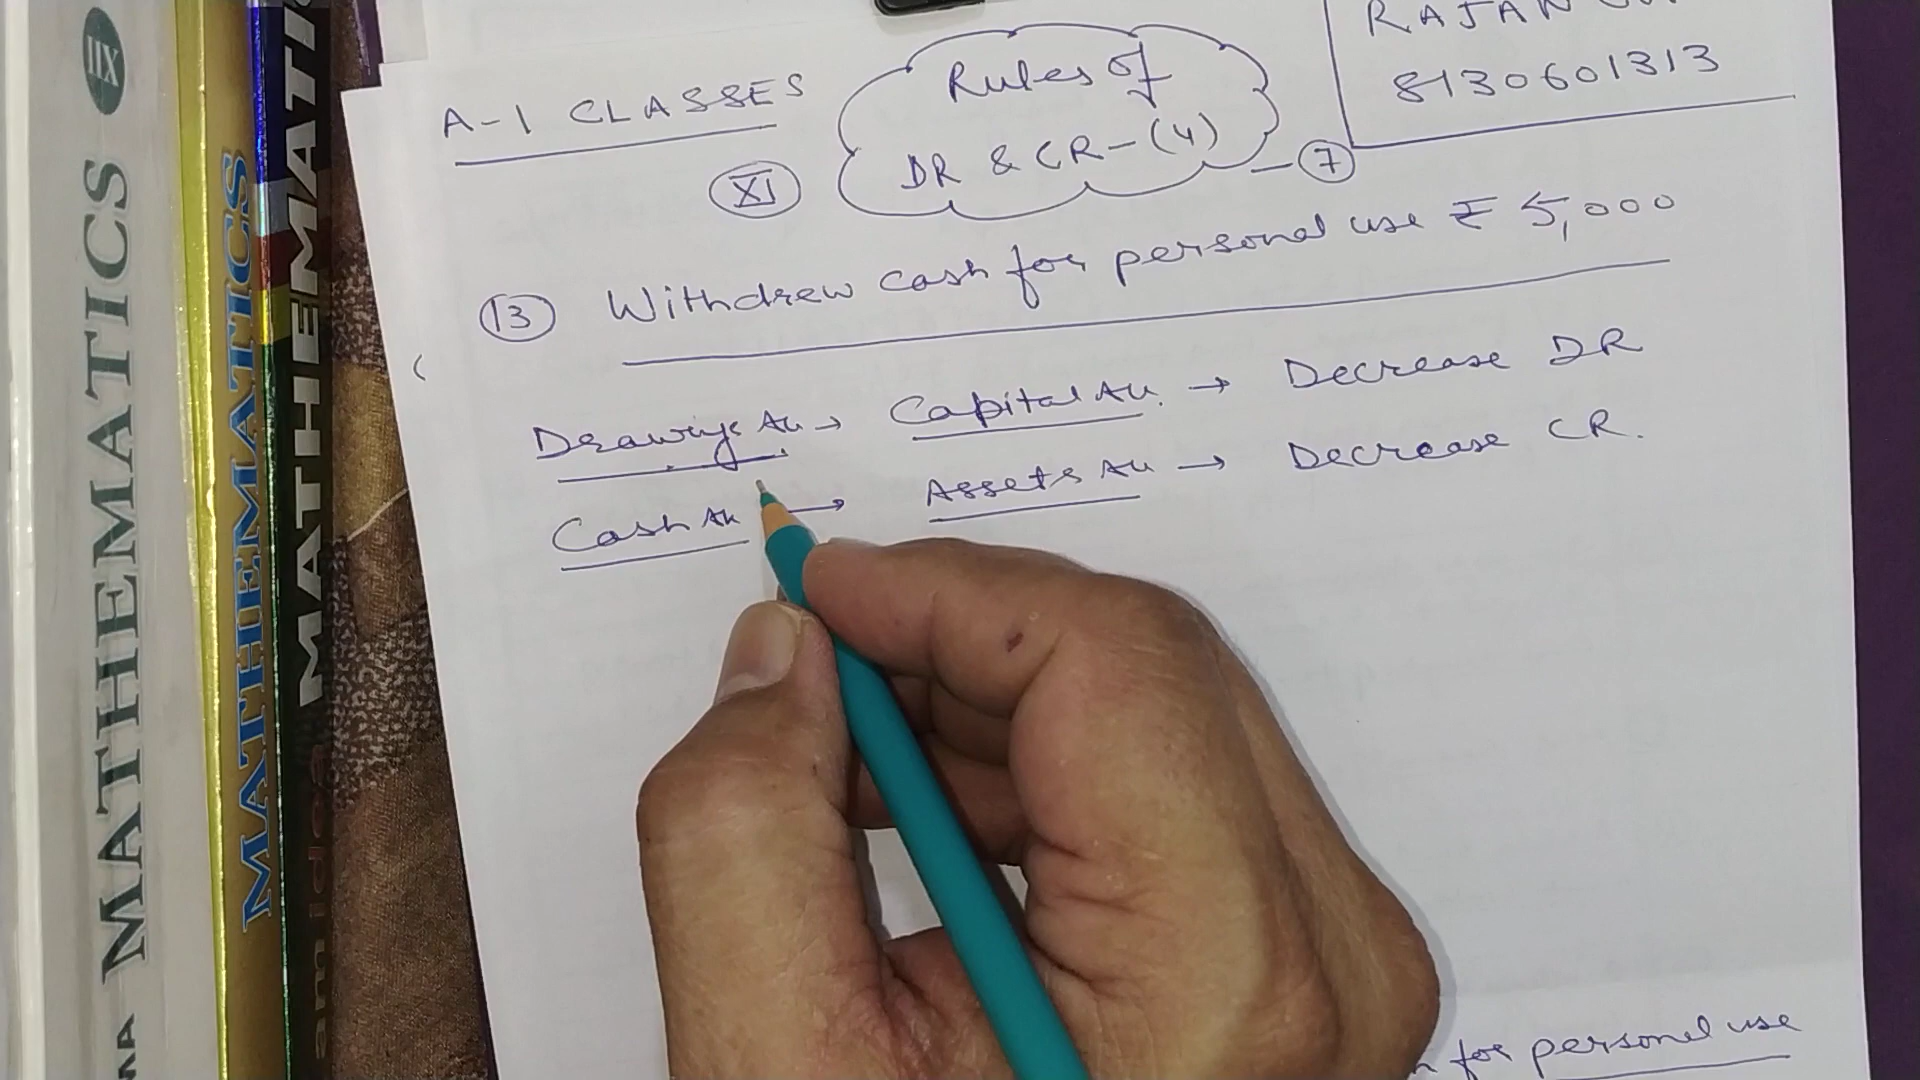 XII
MATHEMATICS
MATHEMATICS
MATHEMATI
A-1 CLASSES
XI
Rules of
DR & CR-(4)
7
RAJAN
8130601313
13 Withdrew cash for personal use ₹ 5,000
Drawings A/c → Capital A/c. → Decrease DR
Cash A/c → Assets A/c → Decrease CR.
for personal use